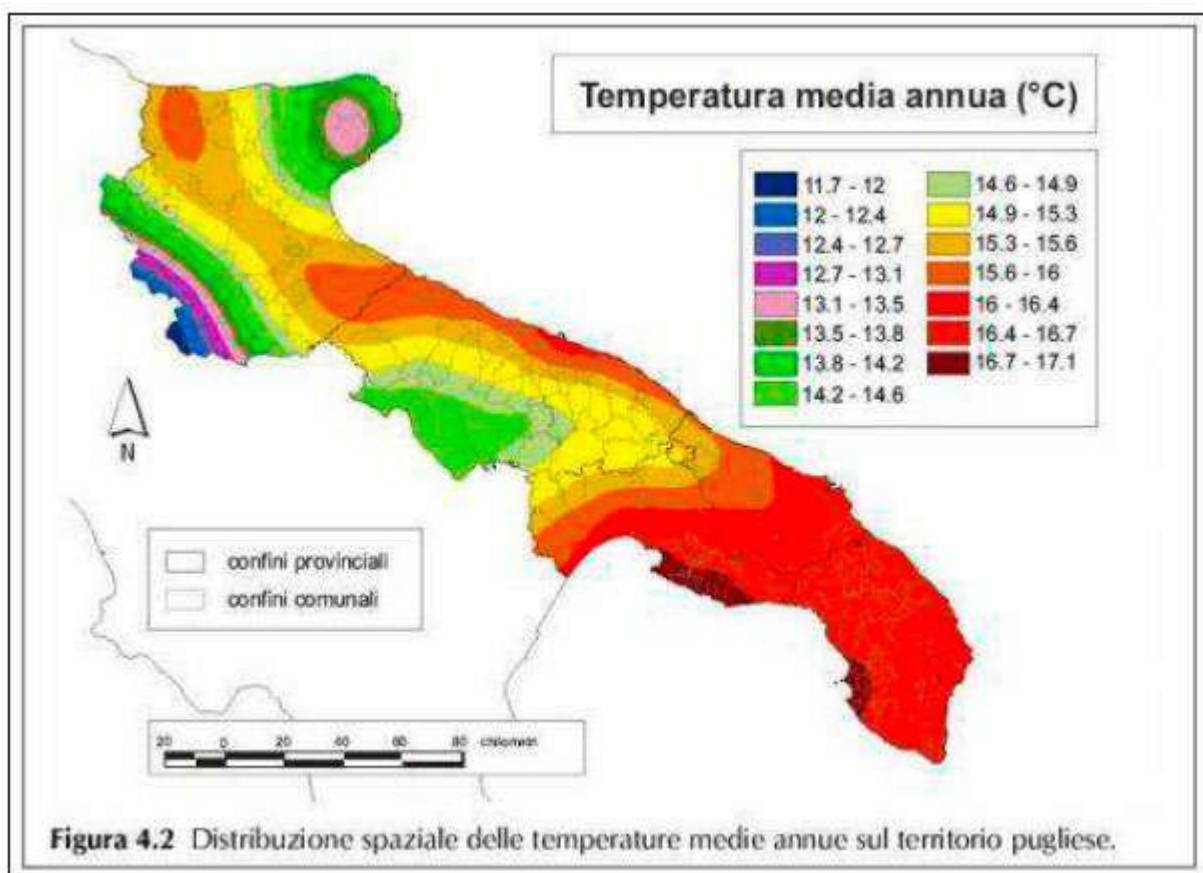 Temperatura media annua (°C)
11.7 - 12
12 - 12.4
12.4 - 12.7
12.7 - 13.1
13.1 - 13.5
13.5 - 13.8
13.8 - 14.2
14.2 - 14.6
14.6 - 14.9
14.9 - 15.3
15.3 - 15.6
15.6 - 16
16 - 16.4
16.4 - 16.7
16.7 - 17.1
N
confini provinciali
confini comunali
20 0 20 40 60 80 chilometri
Figura 4.2 Distribuzione spaziale delle temperature medie annue sul territorio pugliese.